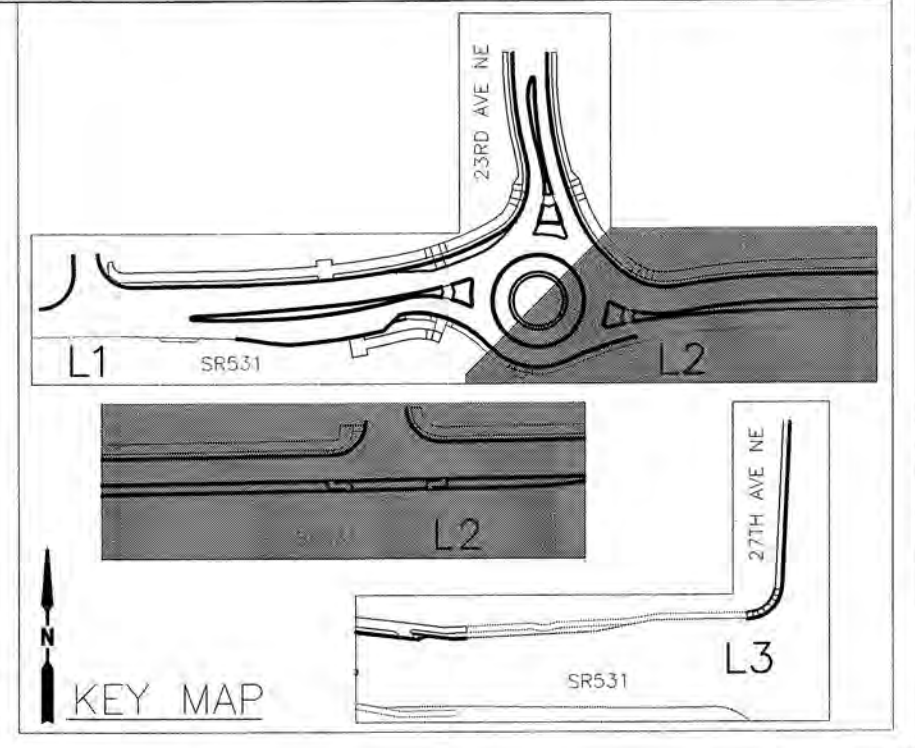 23RD AVE NE
L1
SR531
L2
L2
27TH AVE NE
L3
SR531
N
KEY MAP